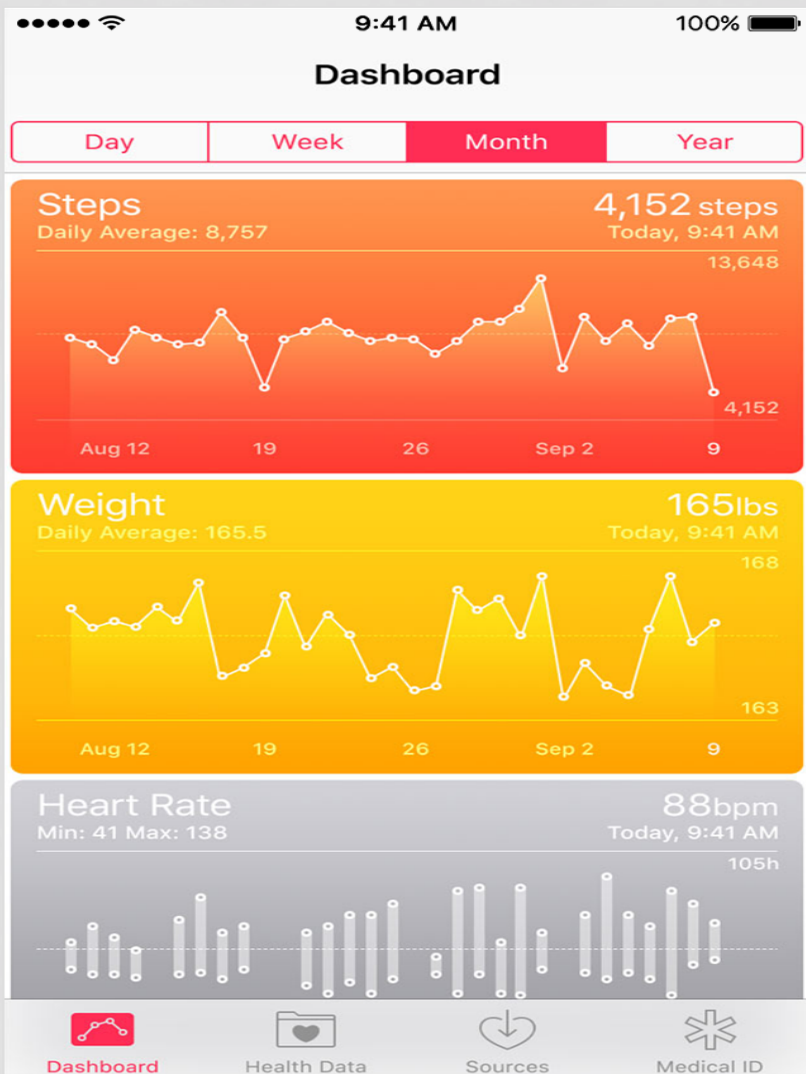 9:41 AM 100%
Dashboard
Day Week Month Year
Steps 4,152 steps
Daily Average: 8,757 Today, 9:41 AM
13,648
4,152
Aug 12 19 26 Sep 2 9
Weight 165lbs
Daily Average: 165.5 Today, 9:41 AM
168
163
Aug 12 19 26 Sep 2 9
Heart Rate 88bpm
Min: 41 Max: 138 Today, 9:41 AM
105h
Dashboard Health Data Sources Medical ID